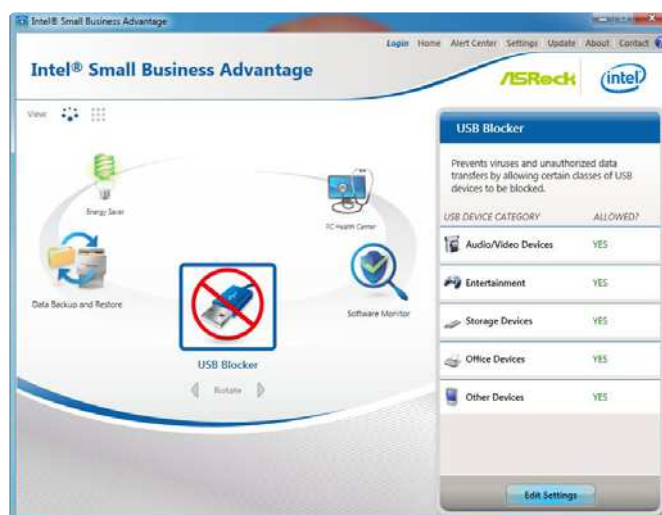 Intel® Small Business Advantage
Login Home Alert Center Settings Update About Contact
Intel® Small Business Advantage
ASRock
intel
View:
Energy Saver
PC Health Center
Data Backup and Restore
Software Monitor
USB Blocker
Rotate
USB Blocker
Prevents viruses and unauthorized data
transfers by allowing certain classes of USB
devices to be blocked.
USB DEVICE CATEGORY ALLOWED?
Audio/Video Devices YES
Entertainment YES
Storage Devices YES
Office Devices YES
Other Devices YES
Edit Settings